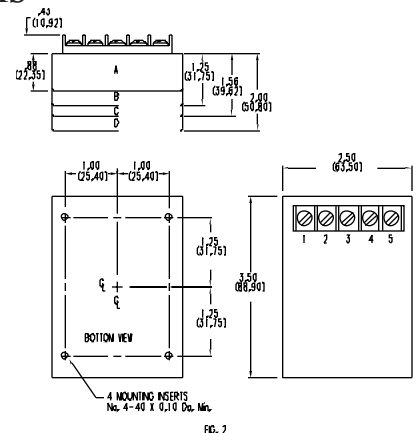 .43
(10,92)
.88
(22,35)
A
B
C
D
1.25
(31,75)
1.56
(39,62)
2.00
(50,80)
1.00
(25,40)
1.00
(25,40)
1.25
(31,75)
1.25
(31,75)
BOTTOM VIEW
4 MOUNTING INSERTS
No. 4-40 X 0.10 Dp. Min.
2.50
(63,50)
3.50
(88,90)
1 2 3 4 5
FIG. 2